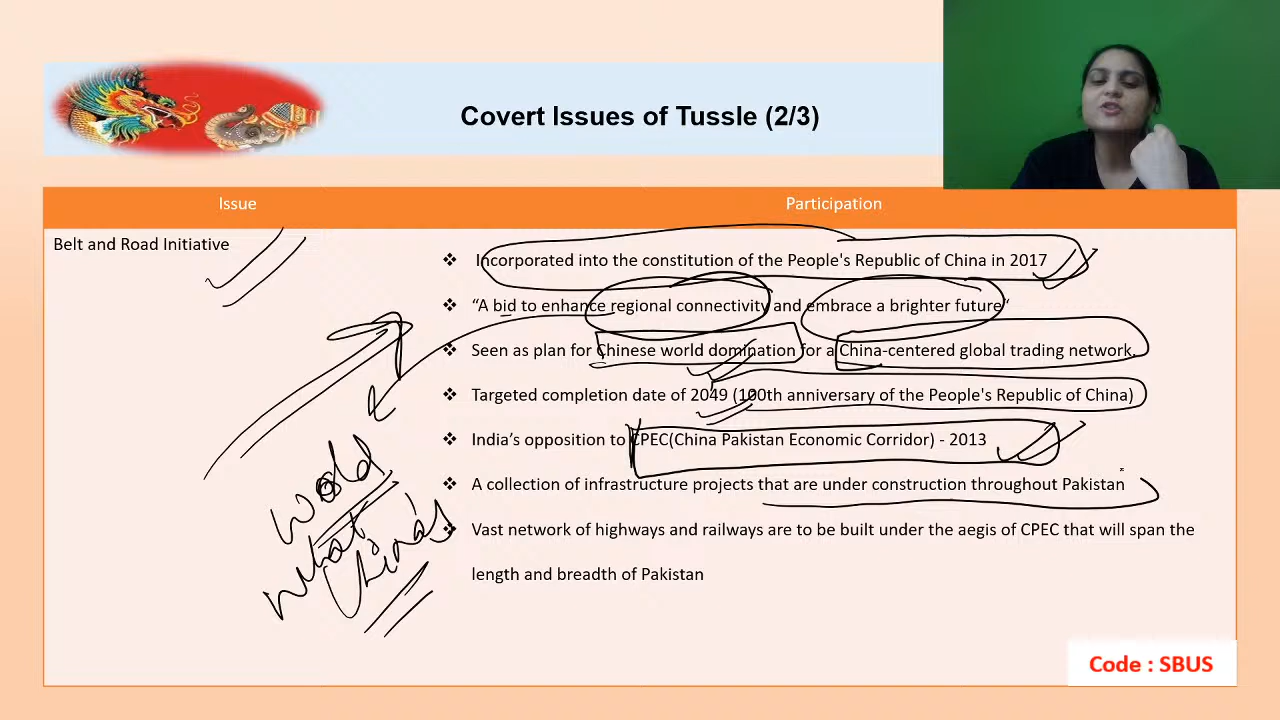 Covert Issues of Tussle (2/3)
Issue
Participation
Belt and Road Initiative
❖ Incorporated into the constitution of the People's Republic of China in 2017
❖ “A bid to enhance regional connectivity and embrace a brighter future“
❖ Seen as plan for Chinese world domination for a China-centered global trading network.
❖ Targeted completion date of 2049 (100th anniversary of the People's Republic of China)
❖ India’s opposition to CPEC(China Pakistan Economic Corridor) - 2013
❖ A collection of infrastructure projects that are under construction throughout Pakistan
❖ Vast network of highways and railways are to be built under the aegis of CPEC that will span the
length and breadth of Pakistan
world
what
China's
Code : SBUS